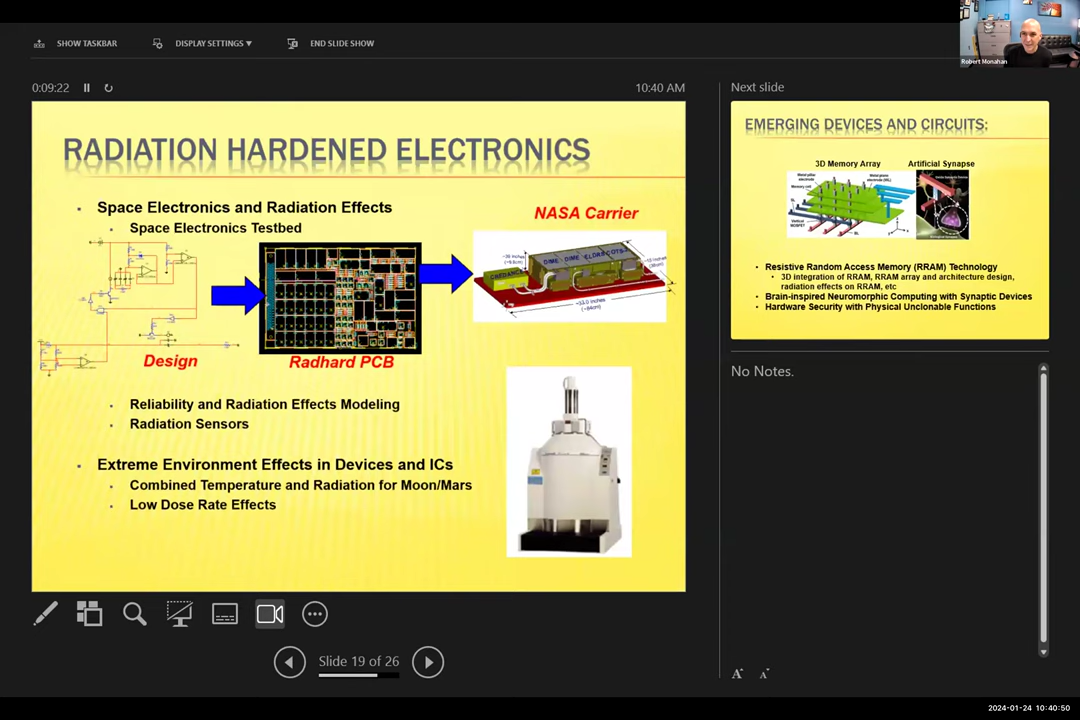 SHOW TASKBAR
DISPLAY SETTINGS ▼
END SLIDE SHOW
Robert Monahan
0:09:22
10:40 AM
RADIATION HARDENED ELECTRONICS
Space Electronics and Radiation Effects
Space Electronics Testbed
NASA Carrier
Design
Radhard PCB
Reliability and Radiation Effects Modeling
Radiation Sensors
Extreme Environment Effects in Devices and ICs
Combined Temperature and Radiation for Moon/Mars
Low Dose Rate Effects
Slide 19 of 26
Next slide
EMERGING DEVICES AND CIRCUITS:
3D Memory Array
Artificial Synapse
Resistive Random Access Memory (RRAM) Technology
3D integration of RRAM, RRAM array and architecture design,
radiation effects on RRAM, etc
Brain-inspired Neuromorphic Computing with Synaptic Devices
Hardware Security with Physical Unclonable Functions
No Notes.
2024-01-24 10:40:50